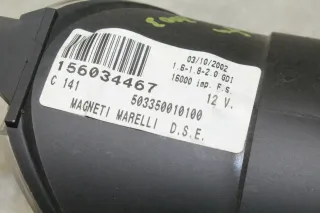 03/10/2002
1.6-1.8-2.0 GDI
16000 imp. F.S.
156034467
C 141
12 V.
503350010100
MAGNETI MARELLI D.S.E.